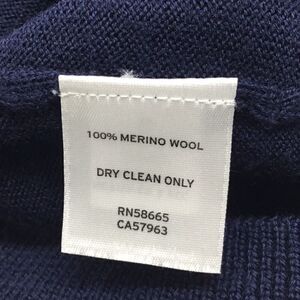 100% MERINO WOOL
DRY CLEAN ONLY
RN58665
CA57963